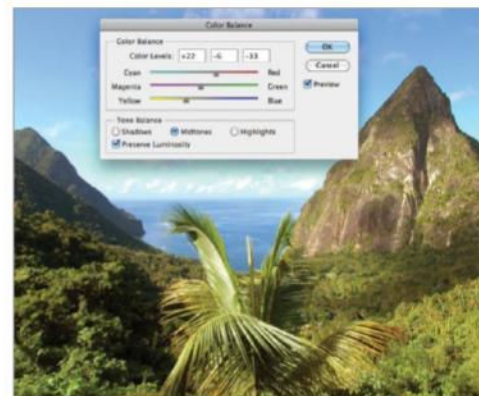 Color Balance
Color Balance
Color Levels: +22 -6 -33
Cyan Red
Magenta Green
Yellow Blue
Tone Balance
Shadows Midtones Highlights
Preserve Luminosity
OK
Cancel
Preview